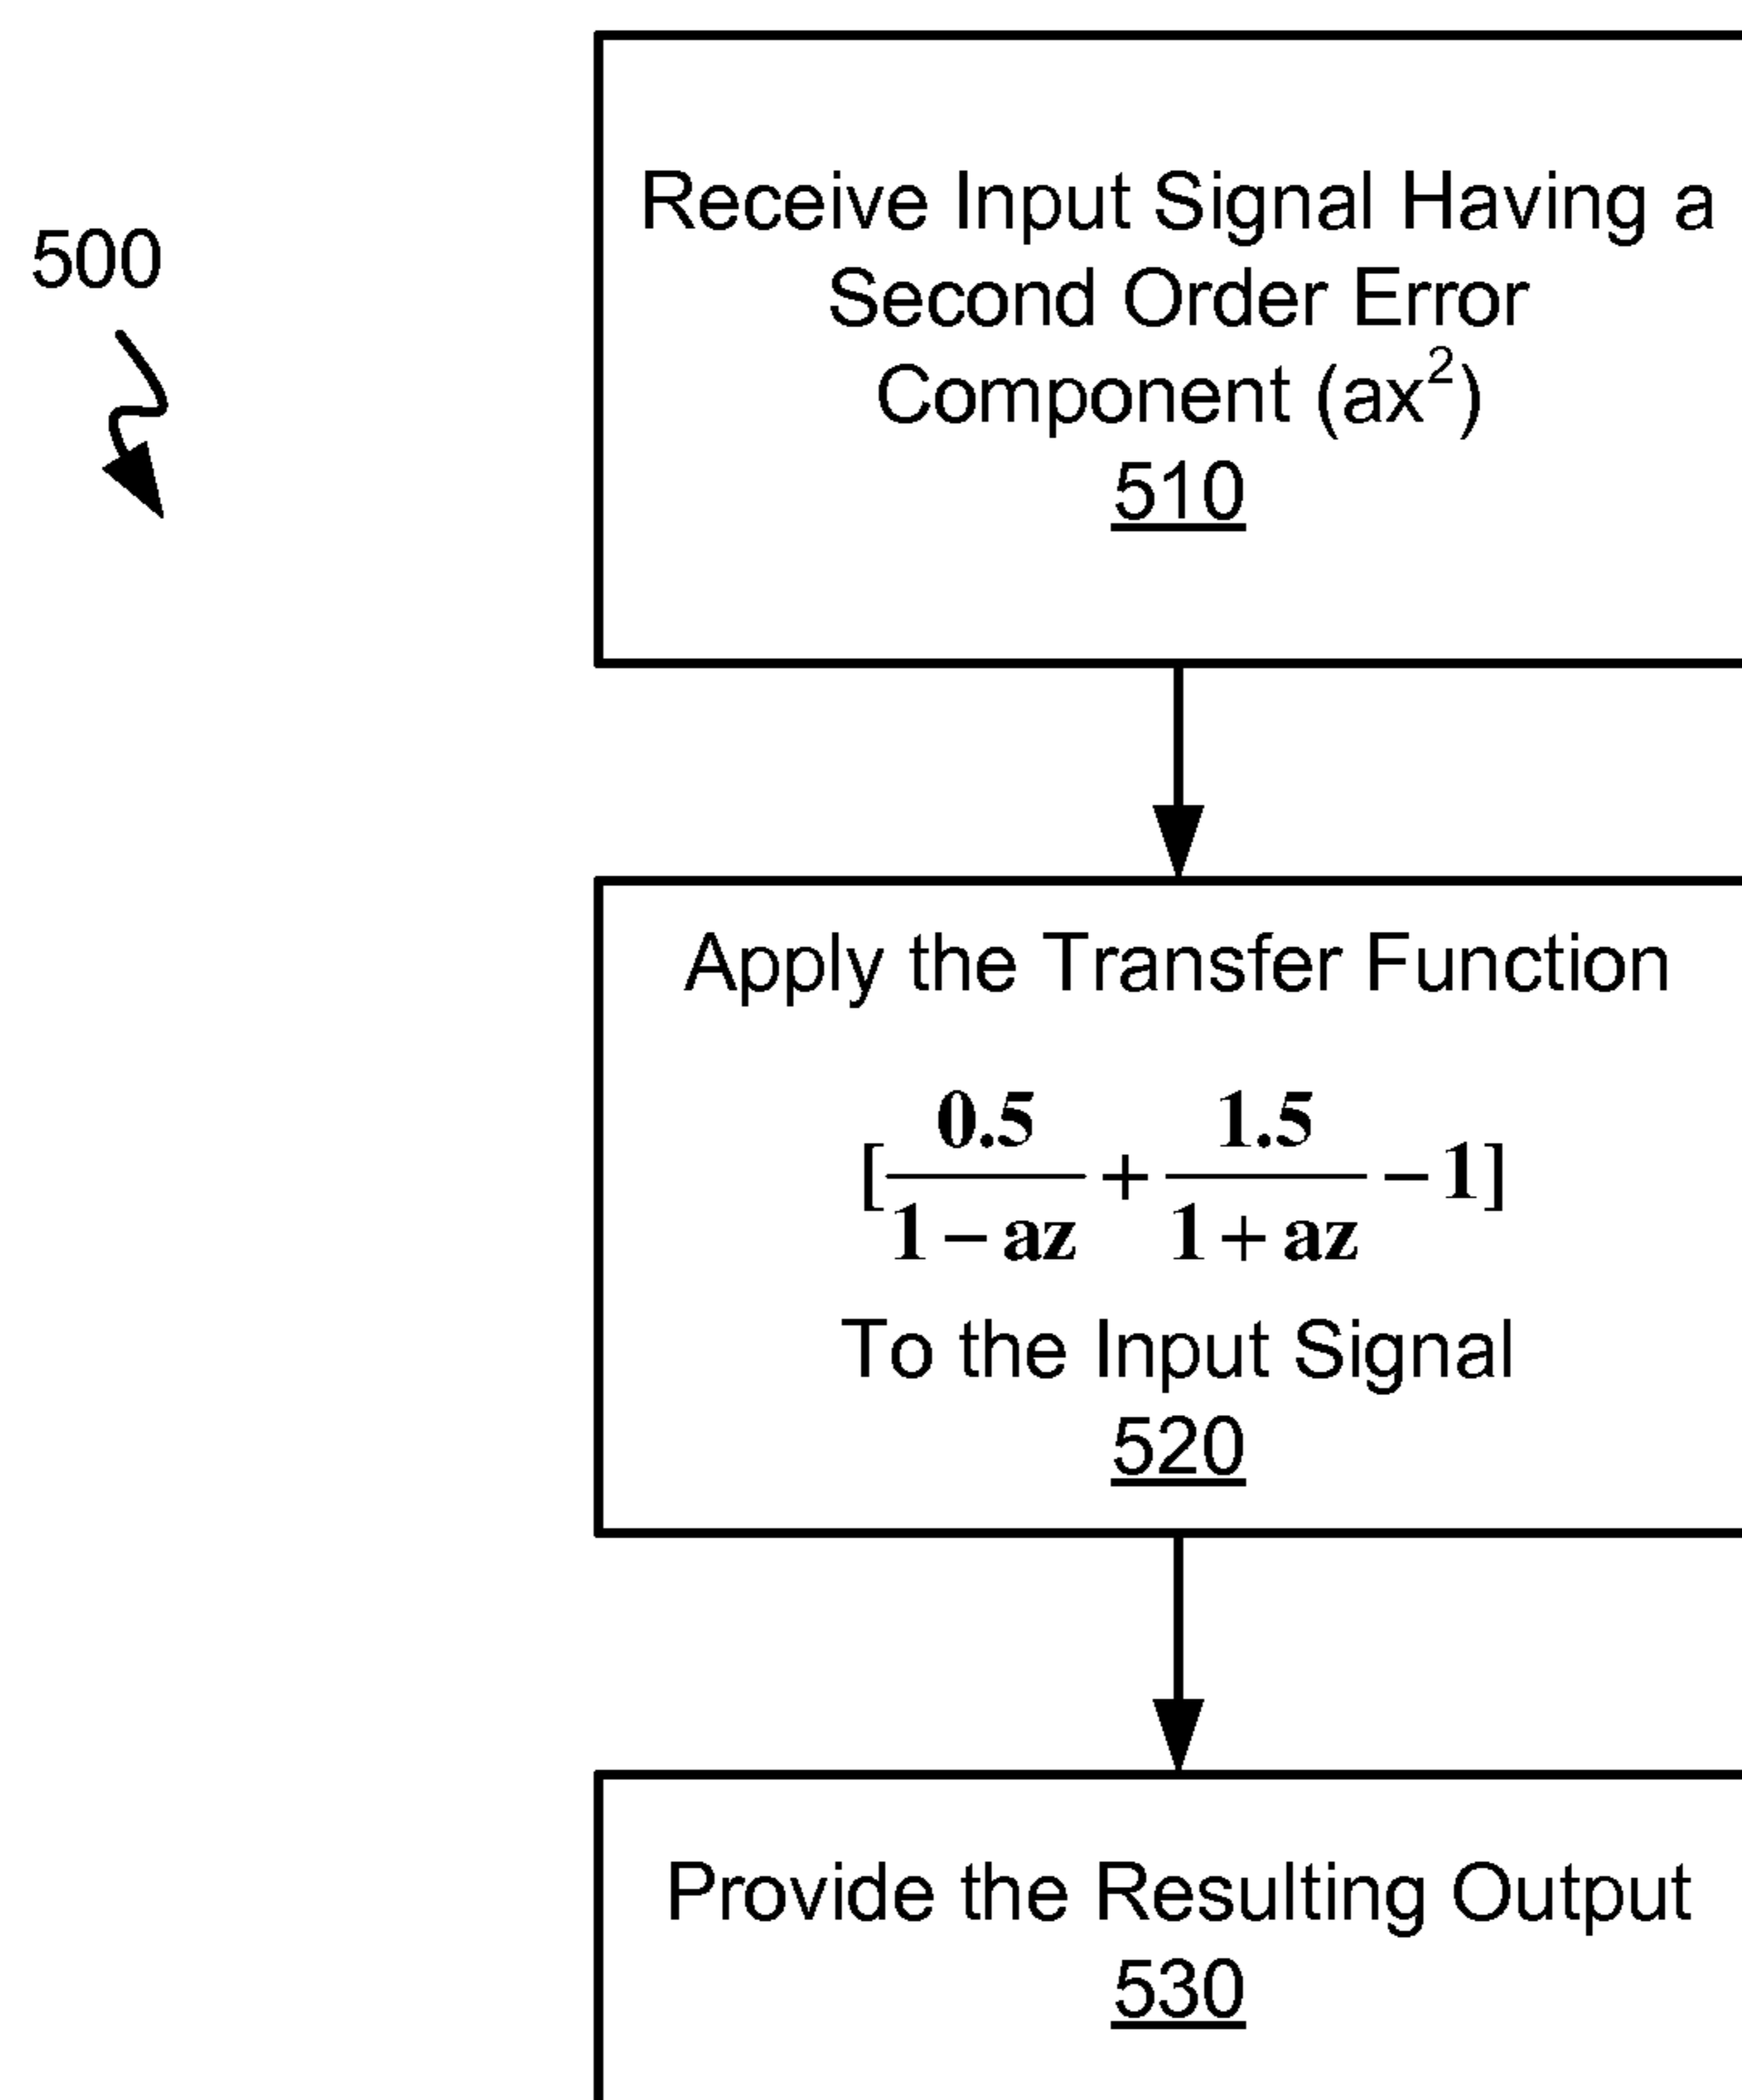 500
Receive Input Signal Having a
Second Order Error
Component (ax²)
510
Apply the Transfer Function
[0.5/(1 − az) + 1.5/(1 + az) − 1]
To the Input Signal
520
Provide the Resulting Output
530